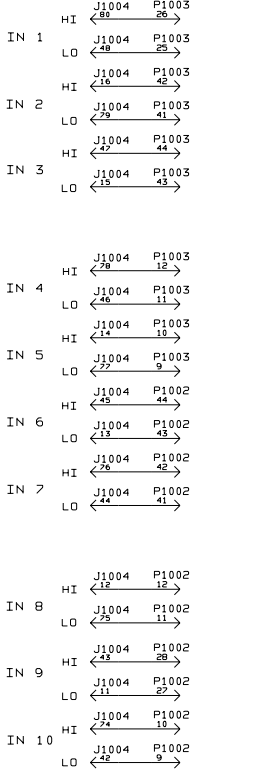 J1004 P1003
HI 80 26
IN 1
J1004 P1003
LO 48 25
J1004 P1003
HI 16 42
IN 2
J1004 P1003
LO 79 41
J1004 P1003
HI 47 44
IN 3
J1004 P1003
LO 15 43
J1004 P1003
HI 78 12
IN 4
J1004 P1003
LO 46 11
J1004 P1003
HI 14 10
IN 5
J1004 P1003
LO 77 9
J1004 P1002
HI 45 44
IN 6
J1004 P1002
LO 13 43
J1004 P1002
HI 76 42
IN 7
J1004 P1002
LO 44 41
J1004 P1002
HI 12 12
IN 8
J1004 P1002
LO 75 11
J1004 P1002
HI 43 28
IN 9
J1004 P1002
LO 11 27
J1004 P1002
HI 74 10
IN 10
J1004 P1002
LO 42 9